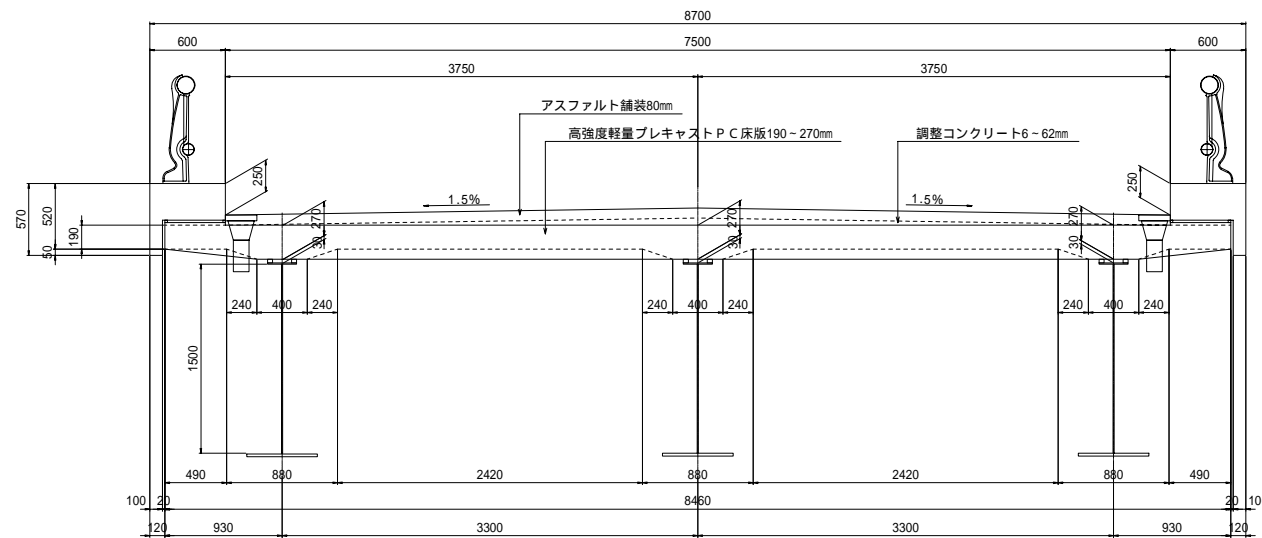 8700
600 7500 600
3750 3750
アスファルト舗装80㎜
高強度軽量プレキャストPC床版190~270㎜ 調整コンクリート6~62㎜
250 250
1.5% 1.5%
570 520 190 50
270 30 270 30 270 30
240 400 240 240 400 240 240 400 240
1500
490 880 2420 880 2420 880 490
100 20 8460 20 10
120 930 3300 3300 930 120